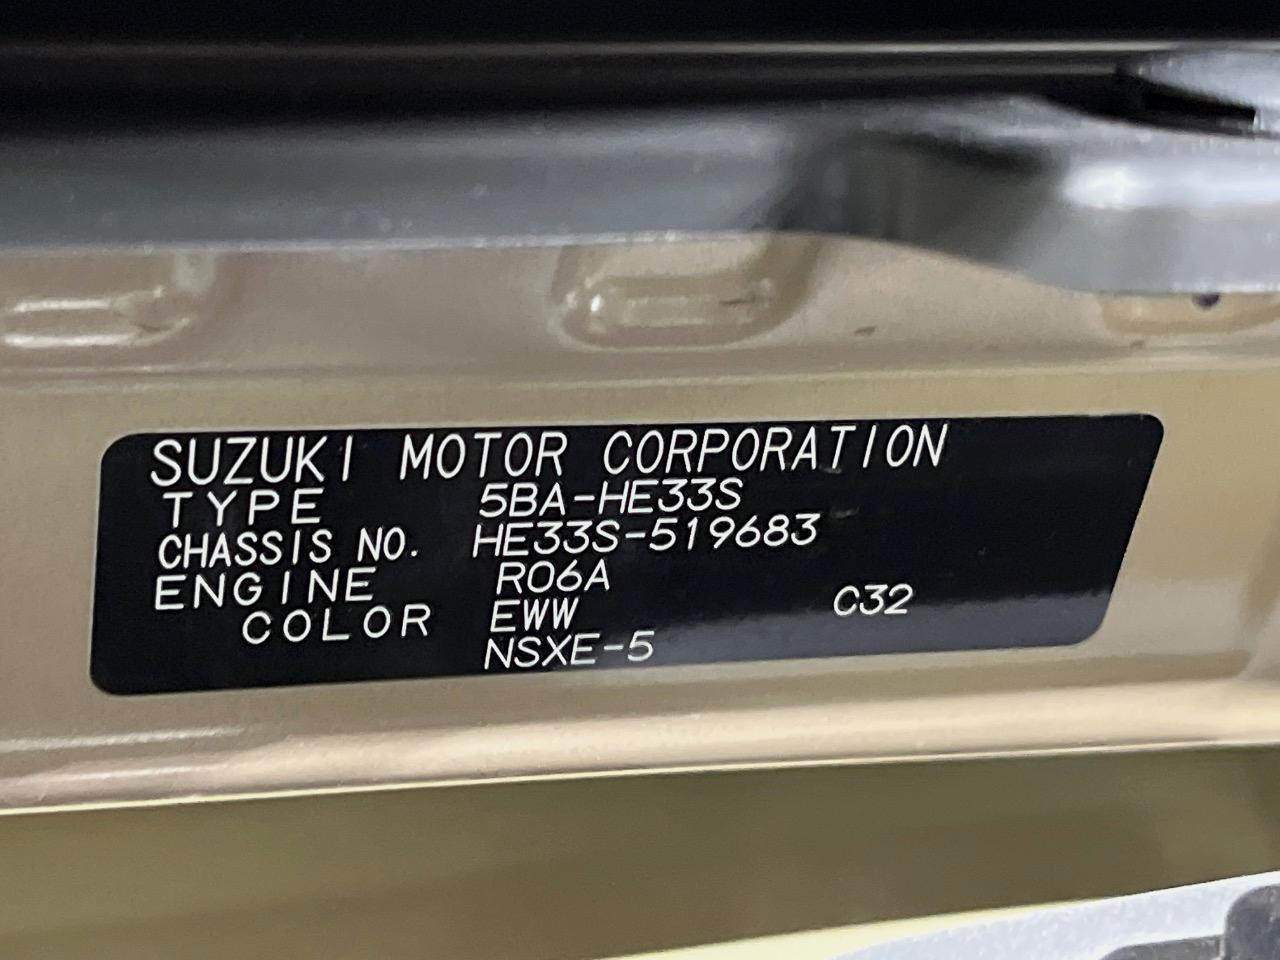 SUZUKI MOTOR CORPORATION
TYPE 5BA-HE33S
CHASSIS NO. HE33S-519683
ENGINE R06A
COLOR EWW C32
NSXE-5